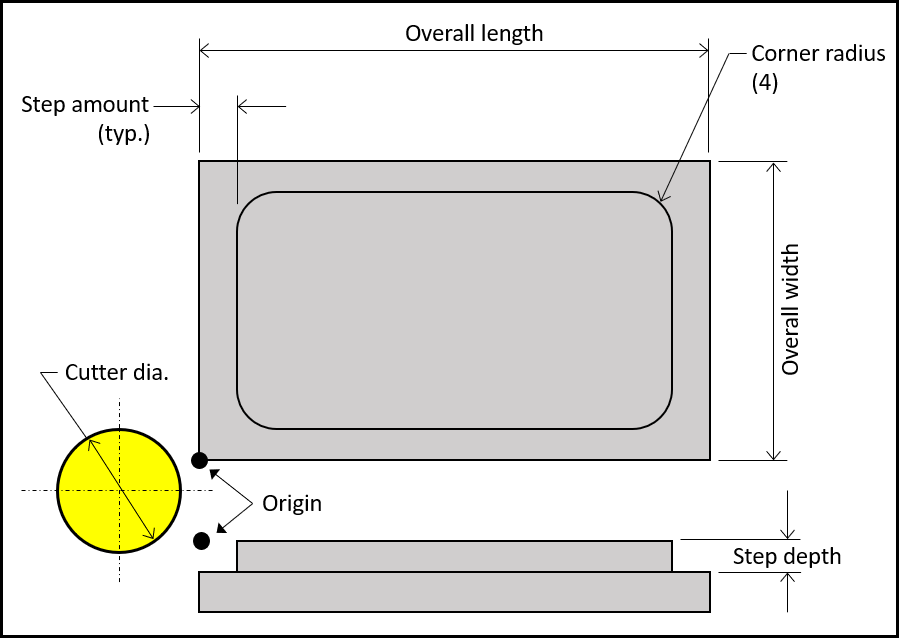 Overall length
Corner radius
(4)
Step amount
(typ.)
Overall width
Cutter dia.
Origin
Step depth